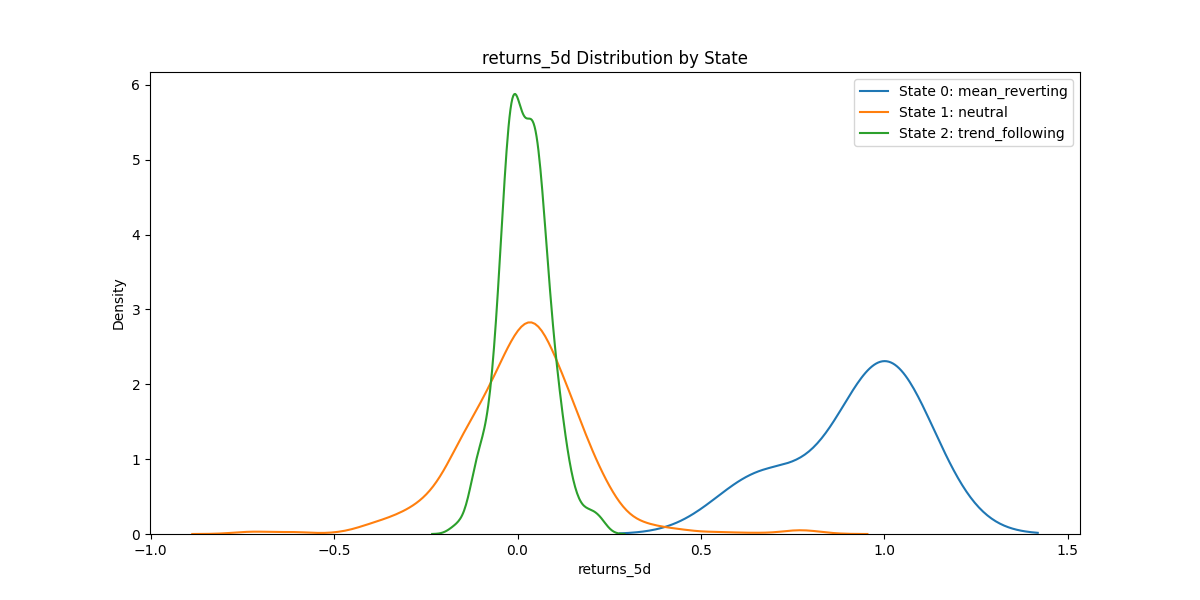 returns_5d Distribution by State
State 0: mean_reverting
State 1: neutral
State 2: trend_following
Density
6
5
4
3
2
1
0
−1.0
−0.5
0.0
0.5
1.0
1.5
returns_5d